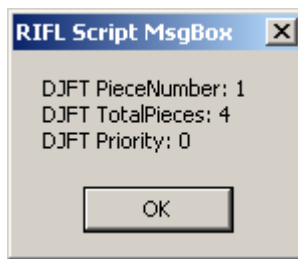 RIFL Script MsgBox
DJFT PieceNumber: 1
DJFT TotalPieces: 4
DJFT Priority: 0
OK